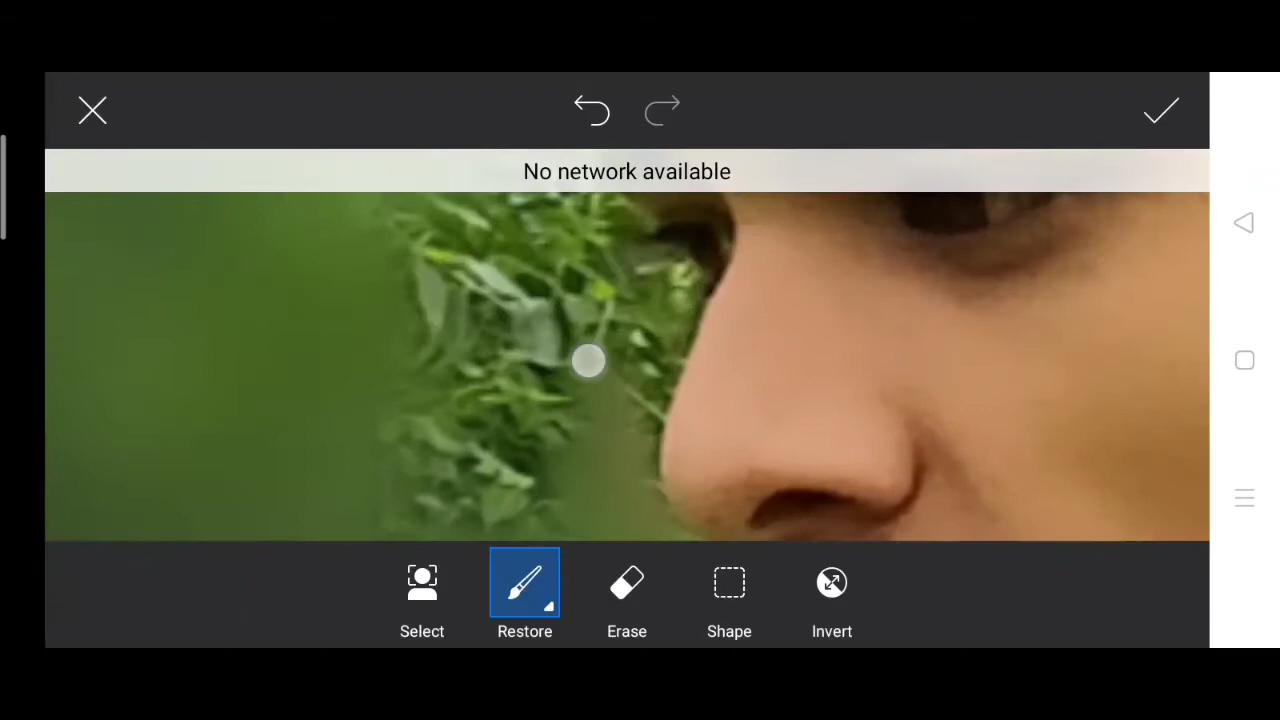 No network available
Select
Restore
Erase
Shape
Invert